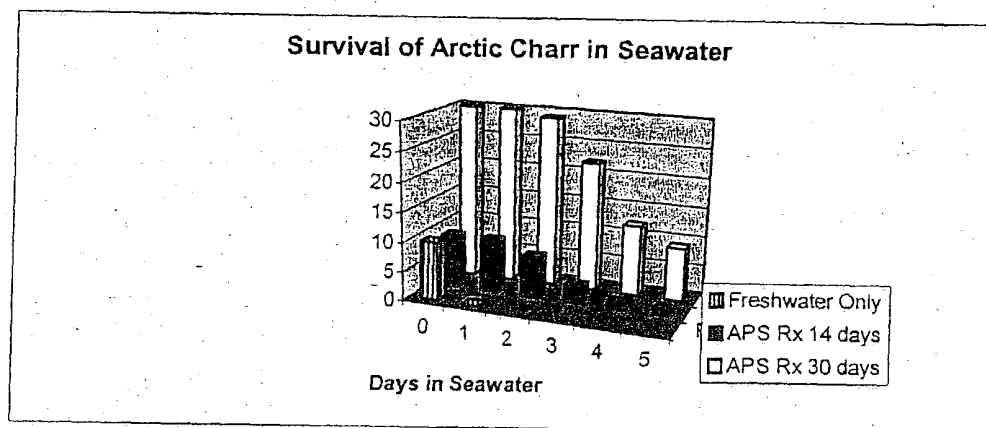 Survival of Arctic Charr in Seawater
30
25
20
15
10
5
0
0 1 2 3 4 5
Days in Seawater
Freshwater Only
APS Rx 14 days
APS Rx 30 days